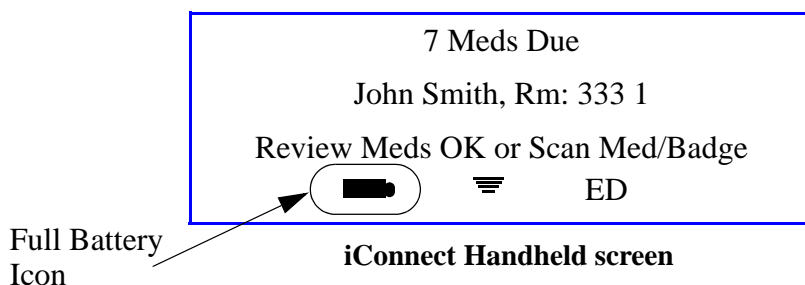 7 Meds Due
John Smith, Rm: 333 1
Review Meds OK or Scan Med/Badge
ED
Full Battery
Icon
iConnect Handheld screen